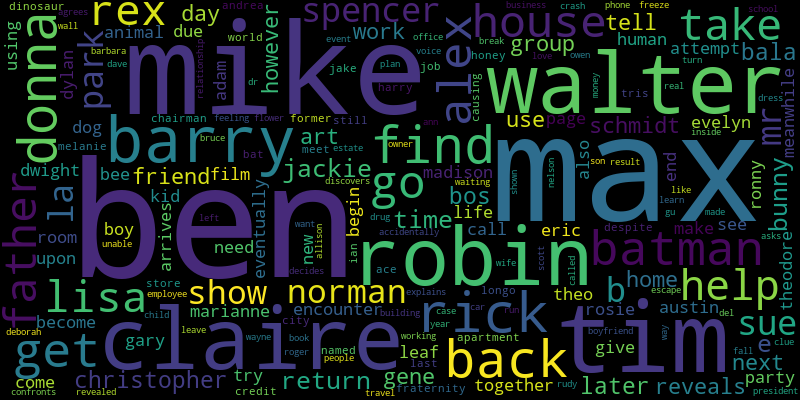 dinosaur
rex
day
spencer
house
agrees
andrea
business
crash
phone
freeze
school
using
donna
park
wall
barbara
dave
animal
due
mike
relationship
adam
world
however
event
plan
office
voice
work
jake
job
harry
alex
honey
break
love
owen
group
tell
human
take
attempt
bala
turn
dylan
dr
causing
walter
tris
money
real
dress
mr
meanwhile
chairman
feeling
flower
former
still
barry
art
find
use
page
schmidt
evelyn
inside
dog
melanie
bruce
bat
meet
estate
ann
owner
dwight
bee
friend
film
jackie
go
madison
also
end
son
result
father
la
kid
discovers
waiting
bos
max
shown
nelson
like
learn
ronny
bunny
theodore
boy
unable
ben
left
eventually
begin
want
drug
time
life
call
eric
gu
made
room
upon
arrives
need
new
allison
ian
accidentally
robin
despite
make
see
asks
store
decides
ace
wife
called
scott
batman
lisa
employee
show
norman
explains
longo
theo
b
home
escape
del
help
become
child
marianne
encounter
rick
car
run
tim
rosie
austin
way
sue
deborah
leave
gary
wayne
city
building
case
year
apartment
boyfriend
clue
e
get
claire
book
roger
people
named
working
leaf
back
give
fall
next
come
christopher
try
credit
return
gene
last
fraternity
together
rudy
later
reveals
party
confronts
revealed
travel
president